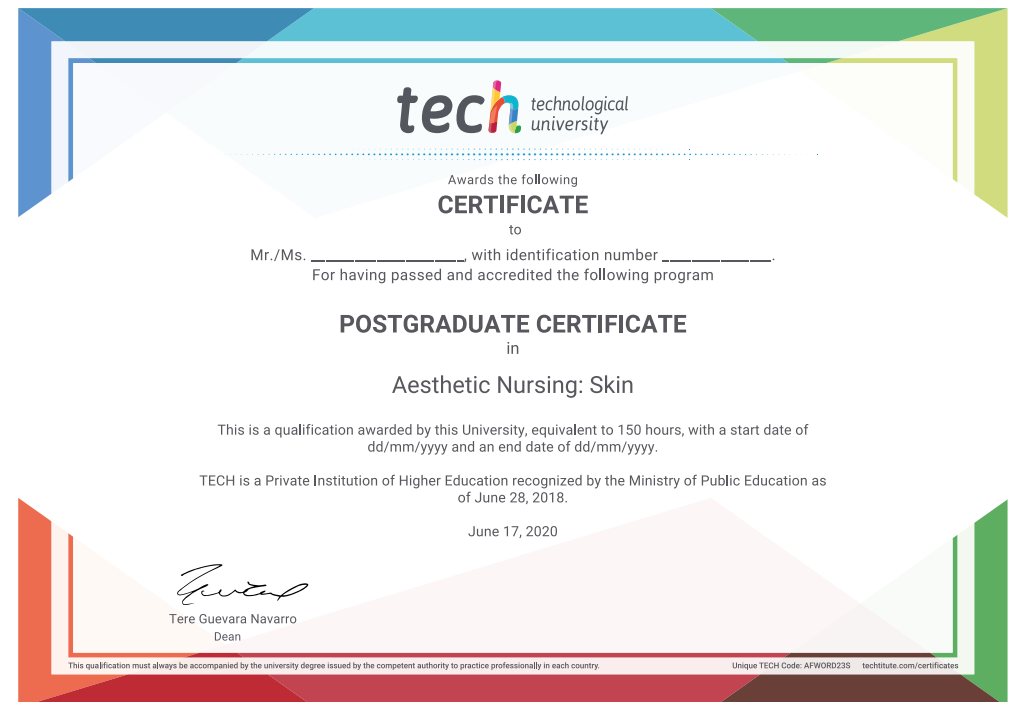 tech technological
university
Awards the following
CERTIFICATE
to
Mr./Ms. __________________, with identification number _____________.
For having passed and accredited the following program
POSTGRADUATE CERTIFICATE
in
Aesthetic Nursing: Skin
This is a qualification awarded by this University, equivalent to 150 hours, with a start date of
dd/mm/yyyy and an end date of dd/mm/yyyy.
TECH is a Private Institution of Higher Education recognized by the Ministry of Public Education as
of June 28, 2018.
June 17, 2020
Tere Guevara Navarro
Dean
This qualification must always be accompanied by the university degree issued by the competent authority to practice professionally in each country.
Unique TECH Code: AFWORD23S techtitute.com/certificates